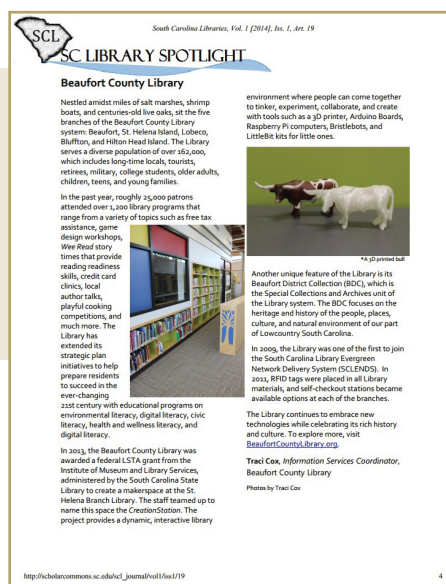 South Carolina Libraries, Vol. 1 [2014], Iss. 1, Art. 19
SCL
SC LIBRARY SPOTLIGHT
Beaufort County Library
Nestled amidst miles of salt marshes, shrimp
boats, and centuries-old live oaks, sit the five
branches of the Beaufort County Library
system: Beaufort, St. Helena Island, Lobeco,
Bluffton, and Hilton Head Island. The Library
serves a diverse population of over 162,000,
which includes long-time locals, tourists,
retirees, military, college students, older adults,
children, teens, and young families.
In the past year, roughly 25,000 patrons
attended over 1,200 library programs that
range from a variety of topics such as free tax
assistance, game
design workshops,
Wee Read story
times that provide
reading readiness
skills, credit card
clinics, local
author talks,
playful cooking
competitions, and
much more. The
Library has
extended its
strategic plan
initiatives to help
prepare residents
to succeed in the
ever-changing
21st century with educational programs on
environmental literacy, digital literacy, civic
literacy, health and wellness literacy, and
digital literacy.
In 2013, the Beaufort County Library was
awarded a federal LSTA grant from the
Institute of Museum and Library Services,
administered by the South Carolina State
Library to create a makerspace at the St.
Helena Branch Library. The staff teamed up to
name this space the CreationStation. The
project provides a dynamic, interactive library
environment where people can come together
to tinker, experiment, collaborate, and create
with tools such as a 3D printer, Arduino Boards,
Raspberry Pi computers, Bristlebots, and
LittleBit kits for little ones.
*A 3D printed bull
Another unique feature of the Library is its
Beaufort District Collection (BDC), which is
the Special Collections and Archives unit of
the Library system. The BDC focuses on the
heritage and history of the people, places,
culture, and natural environment of our part
of Lowcountry South Carolina.
In 2009, the Library was one of the first to join
the South Carolina Library Evergreen
Network Delivery System (SCLENDS). In
2011, RFID tags were placed in all Library
materials, and self-checkout stations became
available options at each of the branches.
The Library continues to embrace new
technologies while celebrating its rich history
and culture. To explore more, visit
BeaufortCountyLibrary.org.
Traci Cox, Information Services Coordinator,
Beaufort County Library
Photos by Traci Cox
http://scholarcommons.sc.edu/scl_journal/vol1/iss1/19
4